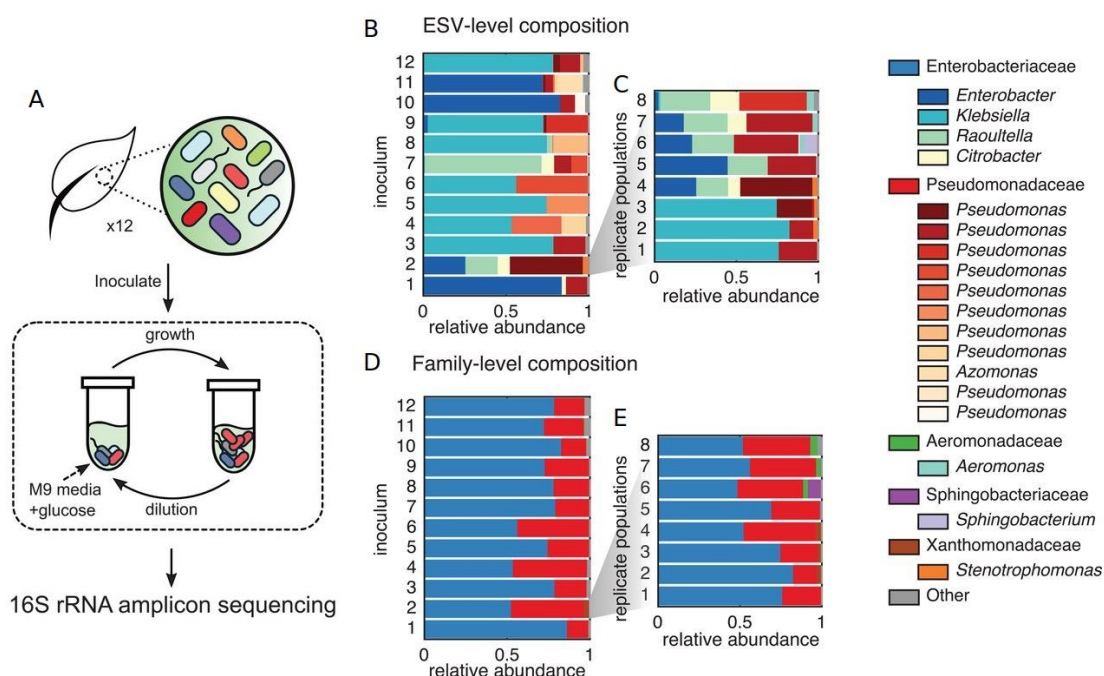 A
x12
Inoculate
growth
M9 media
+glucose
dilution
16S rRNA amplicon sequencing
B
ESV-level composition
inoculum
12
11
10
9
8
7
6
5
4
3
2
1
0
0.5
1
relative abundance
C
replicate populations
8
7
6
5
4
3
2
1
0
0.5
1
relative abundance
D
Family-level composition
inoculum
12
11
10
9
8
7
6
5
4
3
2
1
0
0.5
1
relative abundance
E
replicate populations
8
7
6
5
4
3
2
1
0
0.5
1
relative abundance
Enterobacteriaceae
Enterobacter
Klebsiella
Raoultella
Citrobacter
Pseudomonadaceae
Pseudomonas
Pseudomonas
Pseudomonas
Pseudomonas
Pseudomonas
Pseudomonas
Pseudomonas
Pseudomonas
Azomonas
Pseudomonas
Pseudomonas
Aeromonadaceae
Aeromonas
Sphingobacteriaceae
Sphingobacterium
Xanthomonadaceae
Stenotrophomonas
Other